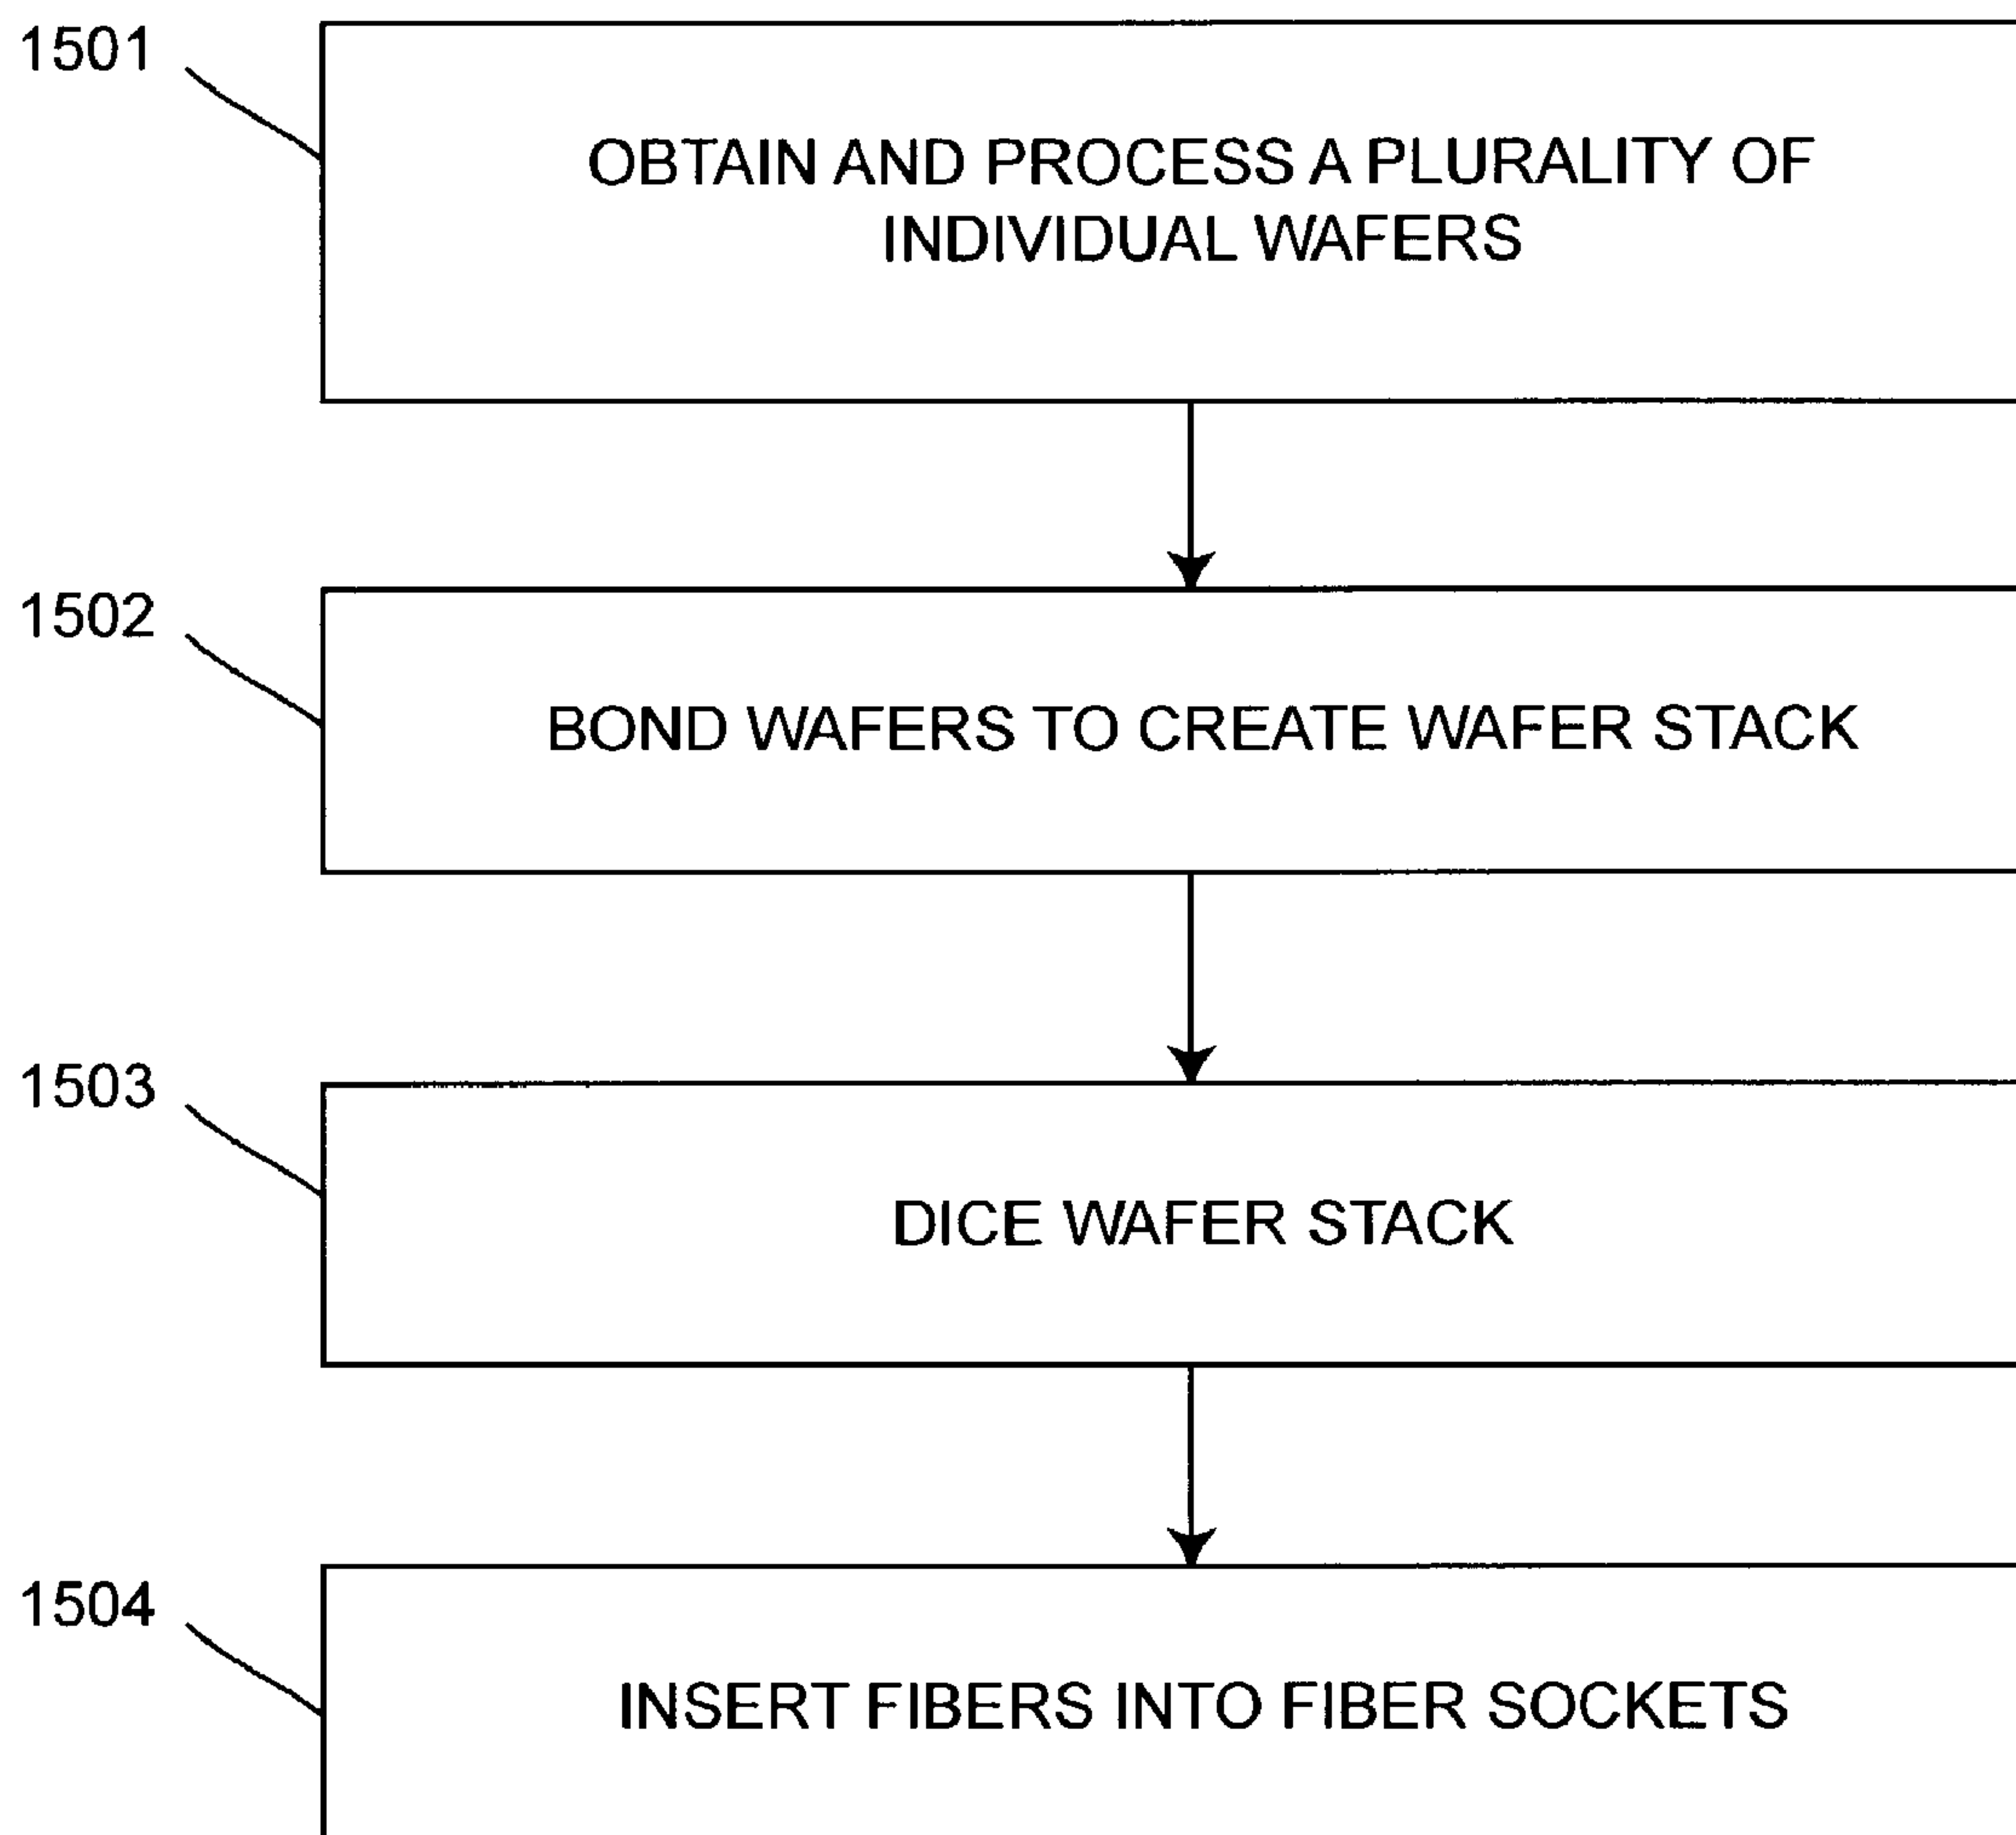 1501
OBTAIN AND PROCESS A PLURALITY OF
INDIVIDUAL WAFERS
1502
BOND WAFERS TO CREATE WAFER STACK
1503
DICE WAFER STACK
1504
INSERT FIBERS INTO FIBER SOCKETS